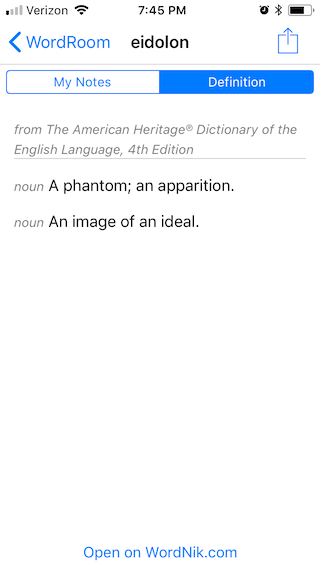 Verizon 7:45 PM
WordRoom eidolon
My Notes Definition
from The American Heritage® Dictionary of the
English Language, 4th Edition
noun A phantom; an apparition.
noun An image of an ideal.
Open on WordNik.com